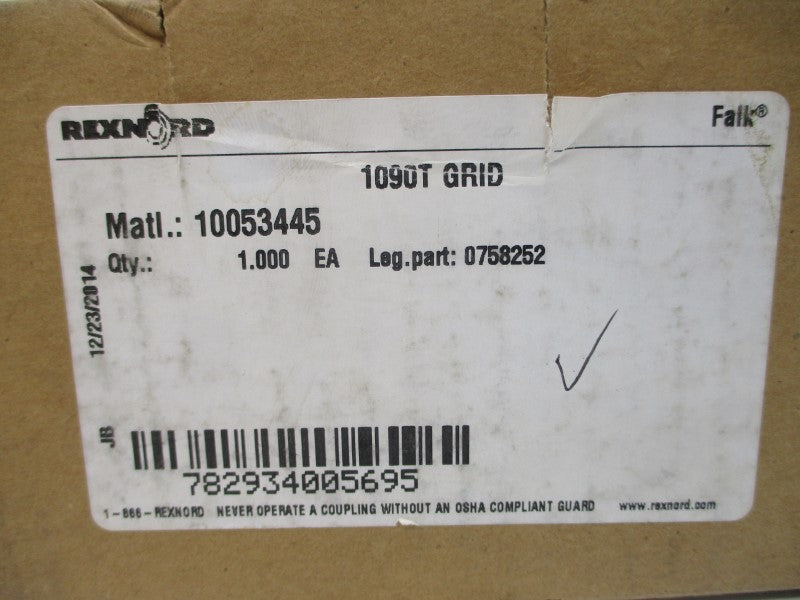 REXNORD Falk®
1090T GRID
Matl.: 10053445
Qty.: 1.000 EA Leg.part: 0758252
12/23/2014
JB
782934005695
1-866-REXNORD NEVER OPERATE A COUPLING WITHOUT AN OSHA COMPLIANT GUARD www.rexnord.com